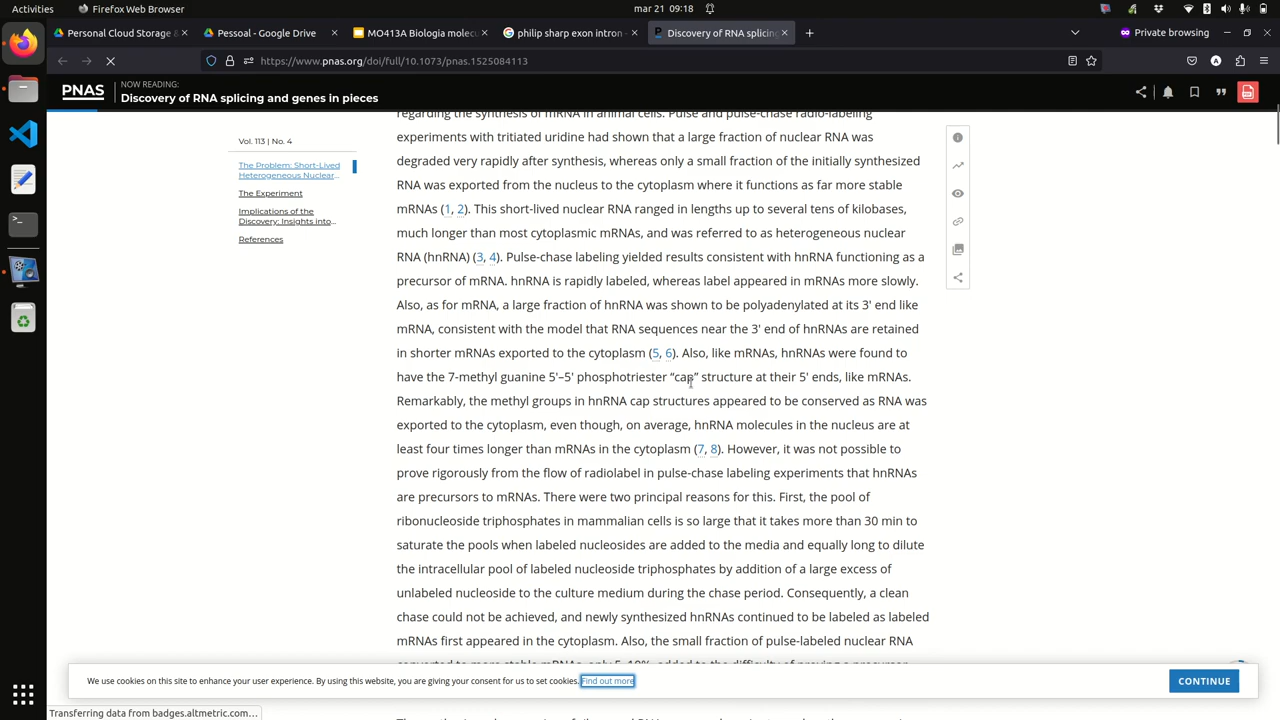 Activities
Firefox Web Browser
mar 21 09:18
Personal Cloud Storage &
Pessoal - Google Drive
MO413A Biologia molecu
philip sharp exon intron -
Discovery of RNA splicing
Private browsing
https://www.pnas.org/doi/full/10.1073/pnas.1525084113
PNAS
NOW READING:
Discovery of RNA splicing and genes in pieces
Vol. 113 | No. 4
The Problem: Short-Lived
Heterogeneous Nuclear...
The Experiment
Implications of the
Discovery: Insights into...
References
regarding the synthesis of mRNA in animal cells. Pulse and pulse-chase radio-labeling
experiments with tritiated uridine had shown that a large fraction of nuclear RNA was
degraded very rapidly after synthesis, whereas only a small fraction of the initially synthesized
RNA was exported from the nucleus to the cytoplasm where it functions as far more stable
mRNAs (1, 2). This short-lived nuclear RNA ranged in lengths up to several tens of kilobases,
much longer than most cytoplasmic mRNAs, and was referred to as heterogeneous nuclear
RNA (hnRNA) (3, 4). Pulse-chase labeling yielded results consistent with hnRNA functioning as a
precursor of mRNA. hnRNA is rapidly labeled, whereas label appeared in mRNAs more slowly.
Also, as for mRNA, a large fraction of hnRNA was shown to be polyadenylated at its 3' end like
mRNA, consistent with the model that RNA sequences near the 3' end of hnRNAs are retained
in shorter mRNAs exported to the cytoplasm (5, 6). Also, like mRNAs, hnRNAs were found to
have the 7-methyl guanine 5'–5' phosphotriester “cap” structure at their 5' ends, like mRNAs.
Remarkably, the methyl groups in hnRNA cap structures appeared to be conserved as RNA was
exported to the cytoplasm, even though, on average, hnRNA molecules in the nucleus are at
least four times longer than mRNAs in the cytoplasm (7, 8). However, it was not possible to
prove rigorously from the flow of radiolabel in pulse-chase labeling experiments that hnRNAs
are precursors to mRNAs. There were two principal reasons for this. First, the pool of
ribonucleoside triphosphates in mammalian cells is so large that it takes more than 30 min to
saturate the pools when labeled nucleosides are added to the media and equally long to dilute
the intracellular pool of labeled nucleoside triphosphates by addition of a large excess of
unlabeled nucleoside to the culture medium during the chase period. Consequently, a clean
chase could not be achieved, and newly synthesized hnRNAs continued to be labeled as labeled
mRNAs first appeared in the cytoplasm. Also, the small fraction of pulse-labeled nuclear RNA
We use cookies on this site to enhance your user experience. By using this website, you are giving your consent for us to set cookies. Find out more
CONTINUE
Transferring data from badges.altmetric.com...